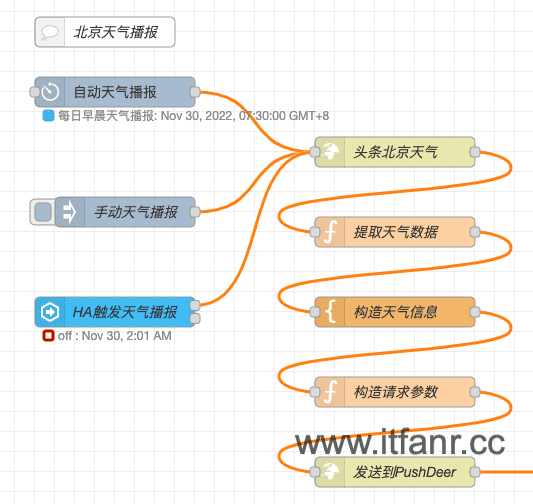 北京天气播报
自动天气播报
每日早晨天气播报: Nov 30, 2022, 07:30:00 GMT+8
头条北京天气
手动天气播报
提取天气数据
HA触发天气播报
off : Nov 30, 2:01 AM
构造天气信息
构造请求参数
www.itfanr.cc
发送到PushDeer